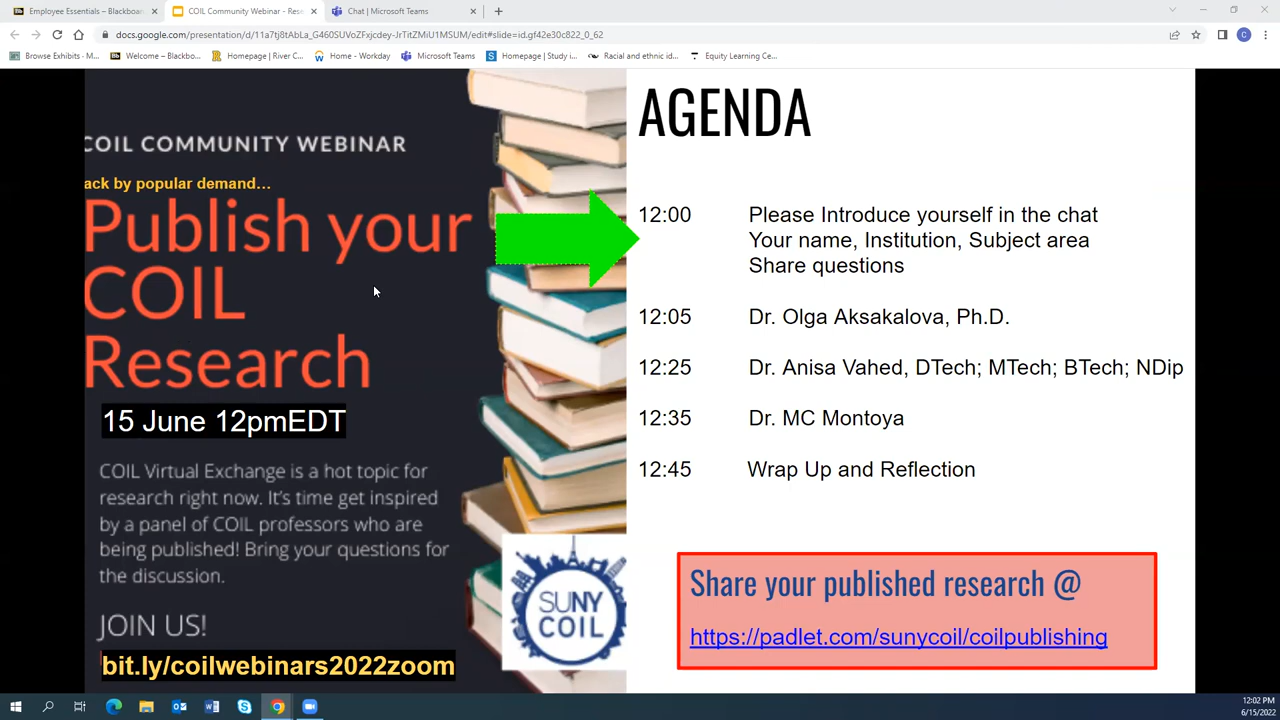 Employee Essentials – Blackboa
COIL Community Webinar - Rese
Chat | Microsoft Teams
docs.google.com/presentation/d/11a7tj8tAbLa_G460SUVoZFxjcdey-JrTitZMiU1MSUM/edit#slide=id.gf42e30c822_0_62
C
Browse Exhibits - M...
Welcome – Blackbo...
Homepage | River C...
Home - Workday
Microsoft Teams
Homepage | Study i...
Racial and ethnic id...
Equity Learning Ce...
COIL COMMUNITY WEBINAR
ack by popular demand...
Publish your
COIL
Research
15 June 12pmEDT
COIL Virtual Exchange is a hot topic for
research right now. It's time get inspired
by a panel of COIL professors who are
being published! Bring your questions for
the discussion.
JOIN US!
bit.ly/coilwebinars2022zoom
SUNY
COIL
AGENDA
12:00 Please Introduce yourself in the chat
Your name, Institution, Subject area
Share questions
12:05 Dr. Olga Aksakalova, Ph.D.
12:25 Dr. Anisa Vahed, DTech; MTech; BTech; NDip
12:35 Dr. MC Montoya
12:45 Wrap Up and Reflection
Share your published research @
https://padlet.com/sunycoil/coilpublishing
12:02 PM
6/15/2022